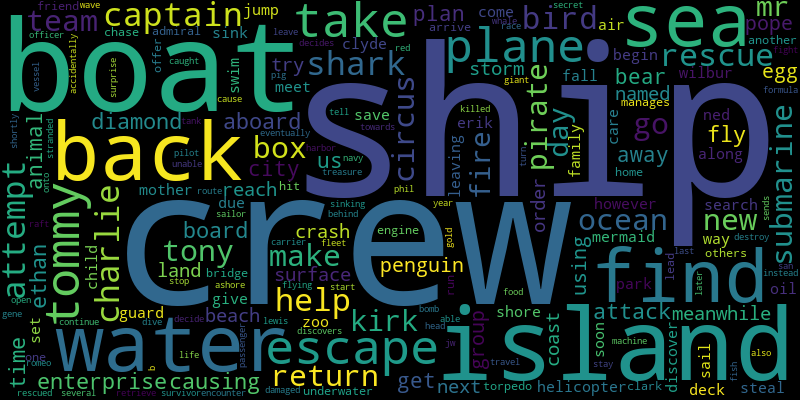 friend
wave
team
officer
captain
admiral
sink
jump
secret
whale
take
plan
come
arrive
bird
air
mr
pope
another
chase
offer
clyde
race
sea
plane
boat
vessel
accidentally
surprise
caught
swim
try
meet
shark
red
begin
fall
wilbur
rescue
fight
egg
formula
storm
bear
named
manages
pig
cause
circus
killed
giant
ship
diamond
aboard
save
tank
tell
towards
pirate
day
family
care
ned
along
fly
go
shortly
stranded
onto
animal
back
pilot
unable
eventually
box
us
erik
fire
away
home
submarine
city
harbor
navy
treasure
phil
leaving
turn
order
however
search
attempt
tommy
charlie
child
mother
route
reach
hit
due
sailor
sinking
behind
year
crew
ocean
mermaid
new
way
others
last
sends
destroy
san
instead
ethan
raft
tony
land
board
bridge
stop
ashore
make
crash
carrier
fleet
engine
gold
using
find
lead
later
oil
park
surface
flying
start
penguin
run
food
group
shore
coast
attack
meanwhile
open
gene
time
set
one
continue
beach
give
guard
dive
decide
lewis
zoo
discovers
help
bomb
able
head
kirk
jw
island
soon
machine
stay
discover
sail
also
fish
water
life
b
passenger
escape
romeo
enterprise
causing
return
get
next
travel
torpedo
helicopter
clark
deck
steal
rescued
several
retrieve
survivor
encounter
damaged
underwater
leave
decides